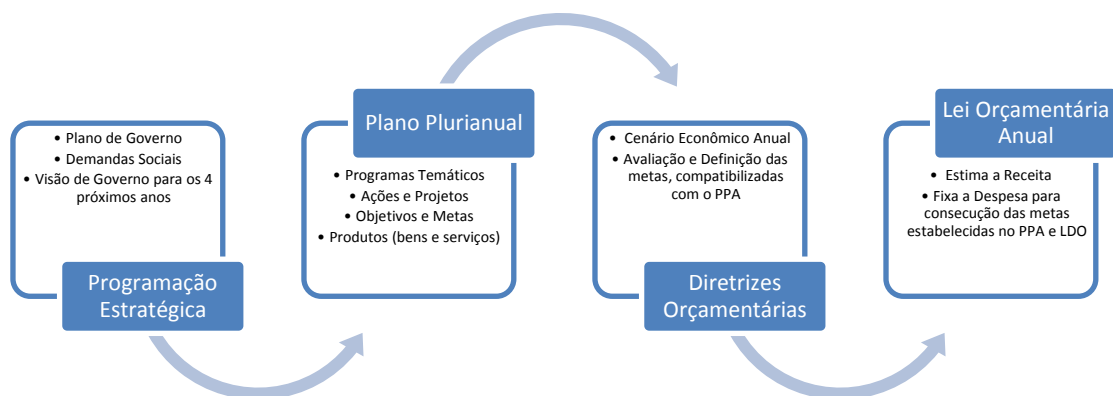 • Plano de Governo
• Demandas Sociais
• Visão de Governo para os 4
próximos anos
Programação
Estratégica
Plano Plurianual
• Programas Temáticos
• Ações e Projetos
• Objetivos e Metas
• Produtos (bens e serviços)
• Cenário Econômico Anual
• Avaliação e Definição das
metas, compatibilizadas
com o PPA
Diretrizes
Orçamentárias
Lei Orçamentária
Anual
• Estima a Receita
• Fixa a Despesa para
consecução das metas
estabelecidas no PPA e LDO